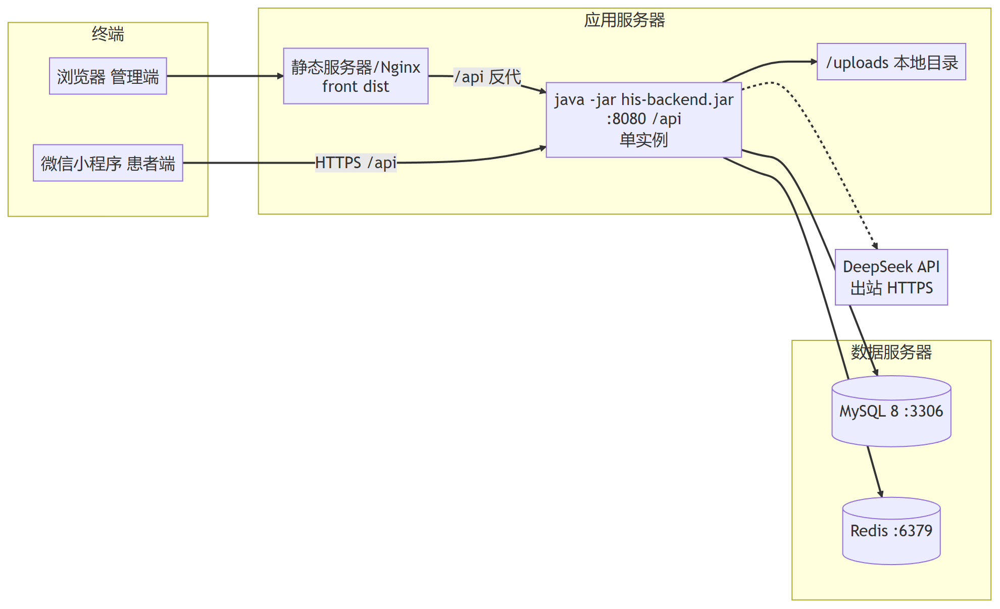 终端
浏览器 管理端
微信小程序 患者端
应用服务器
静态服务器/Nginx
front dist
/api 反代
HTTPS /api
java -jar his-backend.jar
:8080 /api
单实例
/uploads 本地目录
DeepSeek API
出站 HTTPS
数据服务器
MySQL 8 :3306
Redis :6379